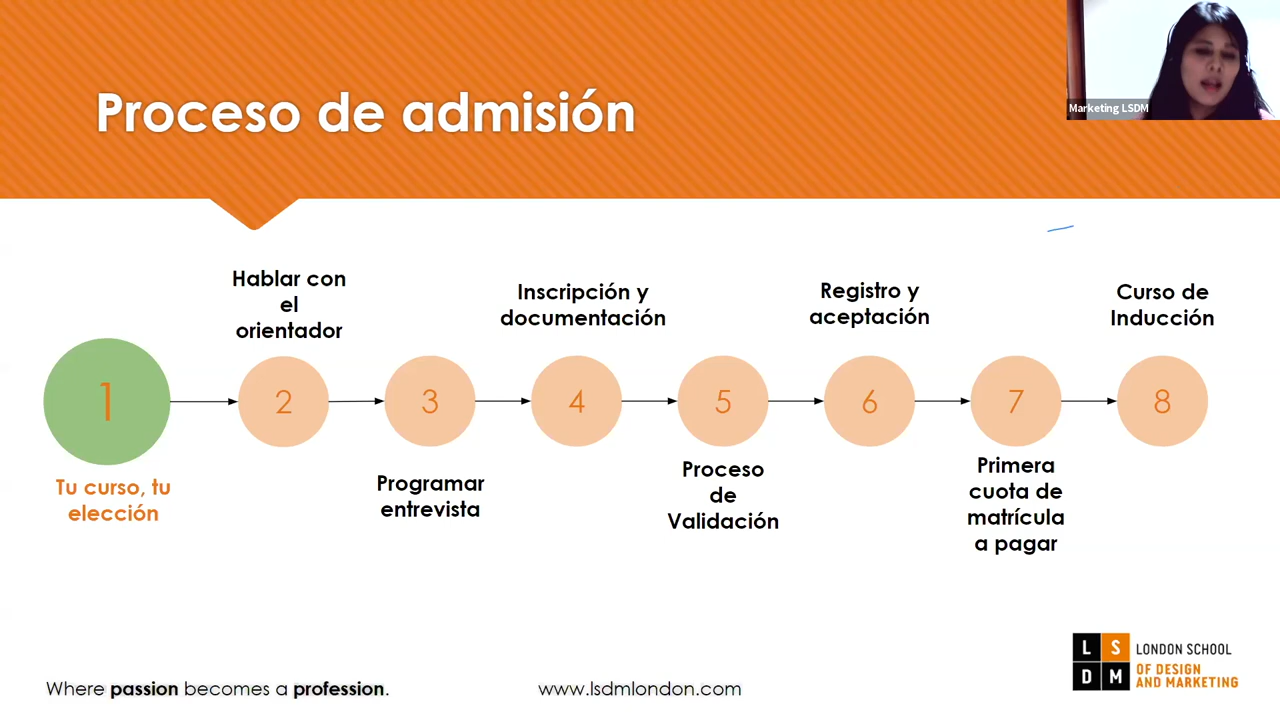 Proceso de admisión
Marketing LSDM
Hablar con
el
orientador
Inscripción y
documentación
Registro y
aceptación
Curso de
Inducción
1
2
3
4
5
6
7
8
Tu curso, tu
elección
Programar
entrevista
Proceso
de
Validación
Primera
cuota de
matrícula
a pagar
Where passion becomes a profession.
www.lsdmlondon.com
L S
D M
LONDON SCHOOL
OF DESIGN
AND MARKETING